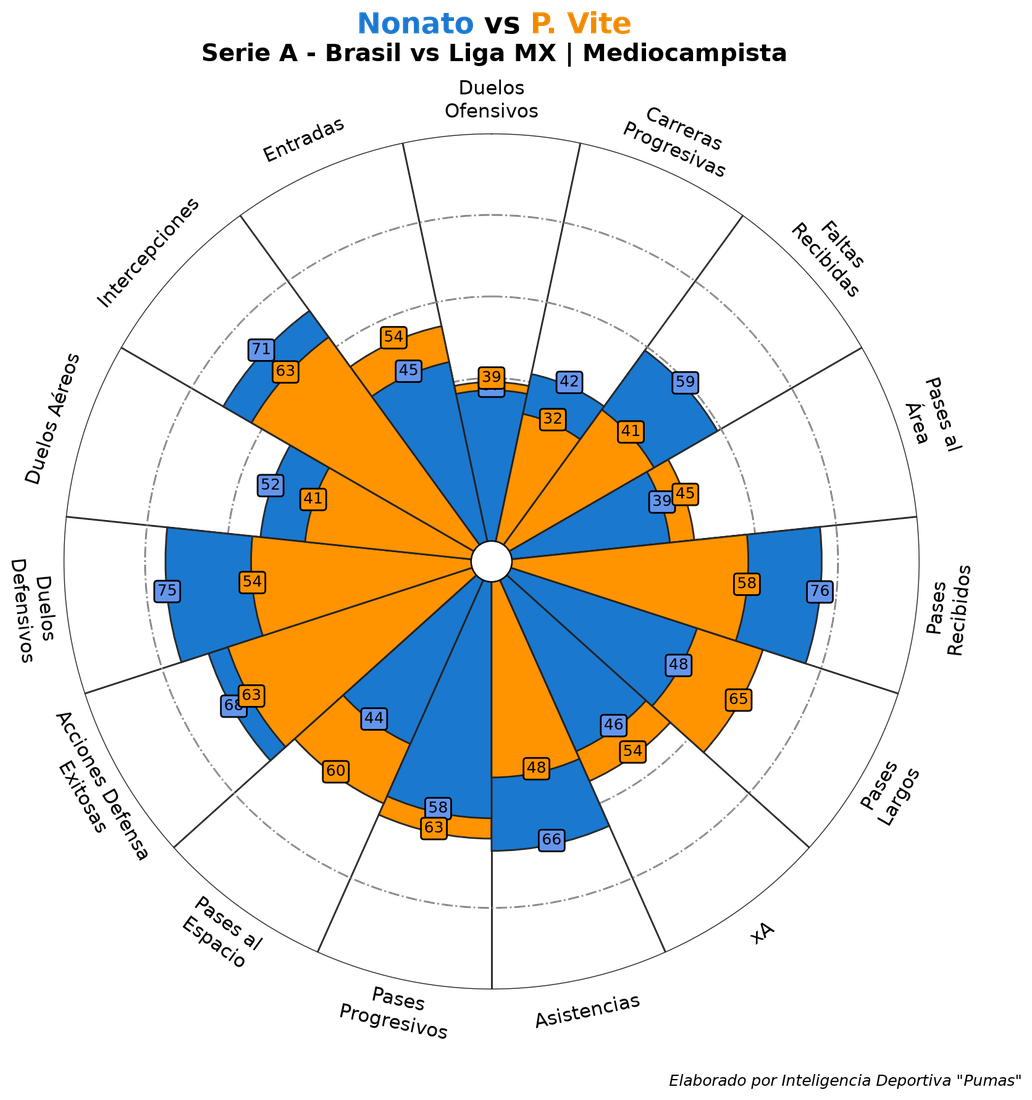 Nonato vs P. Vite
Serie A - Brasil vs Liga MX | Mediocampista
Duelos
Ofensivos
Carreras
Progresivas
Faltas
Recibidas
Pases al
Área
Pases
Recibidos
Pases
Largos
xA
Asistencias
Pases
Progresivos
Pases al
Espacio
Acciones Defensa
Exitosas
Duelos
Defensivos
Duelos Aéreos
Intercepciones
Entradas
39
42
32
59
41
39
45
76
58
48
65
46
54
48
66
58
63
44
60
68
63
75
54
52
41
71
63
54
45
Elaborado por Inteligencia Deportiva "Pumas"